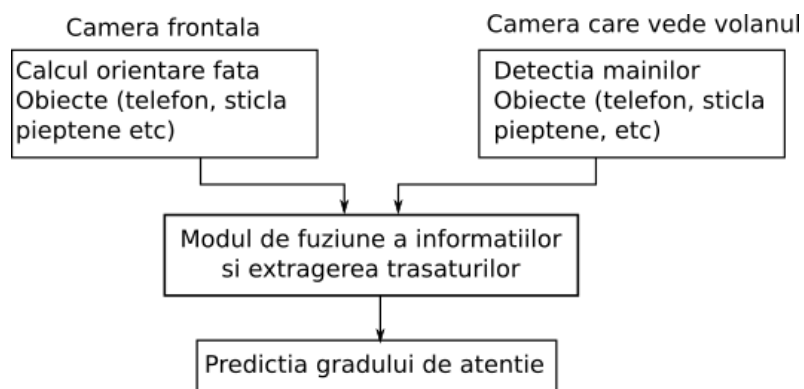 Camera frontala
Calcul orientare fata
Obiecte (telefon, sticla
pieptene etc)
Camera care vede volanul
Detectia mainilor
Obiecte (telefon, sticla
pieptene, etc)
Modul de fuziune a informatiilor
si extragerea trasaturilor
Predictia gradului de atentie